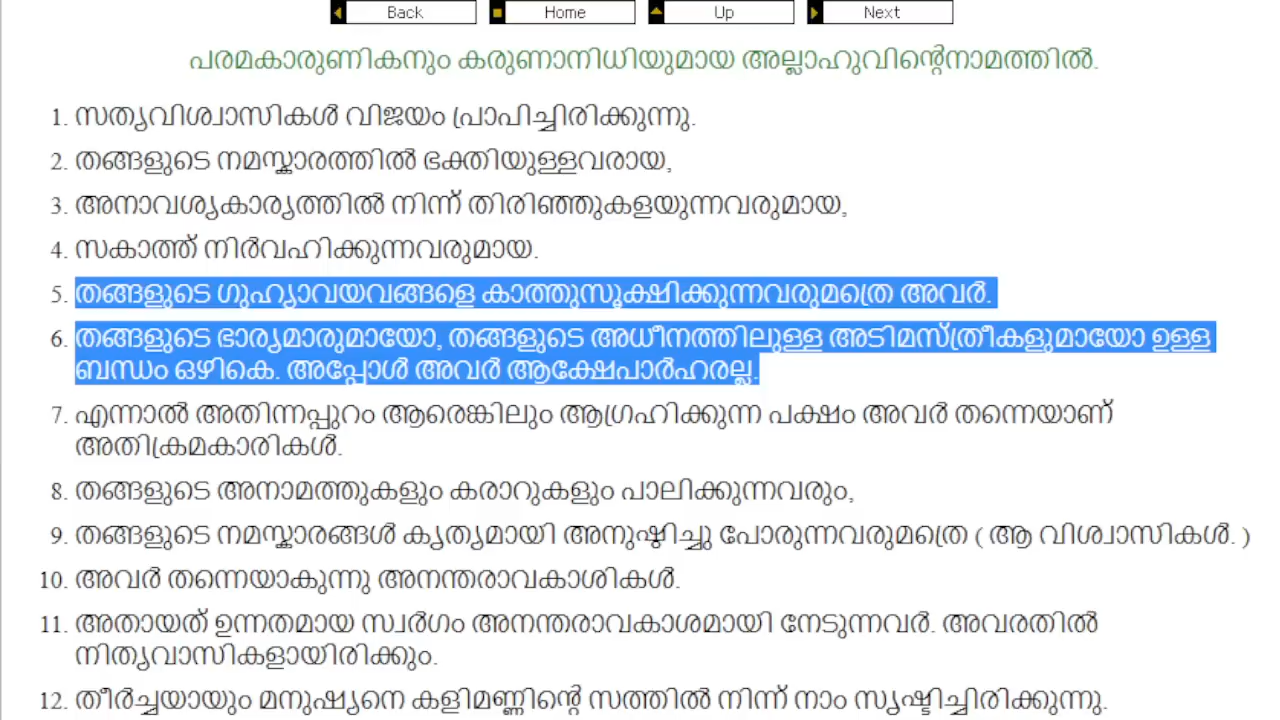 Back Home Up Next
പരമകാരുണികനും കരുണാനിധിയുമായ അല്ലാഹുവിന്റെനാമത്തിൽ.
1. സത്യവിശ്വാസികൾ വിജയം പ്രാപിച്ചിരിക്കുന്നു.
2. തങ്ങളുടെ നമസ്കാരത്തിൽ ഭക്തിയുള്ളവരായ,
3. അനാവശ്യകാര്യത്തിൽ നിന്ന് തിരിഞ്ഞുകളയുന്നവരുമായ,
4. സകാത്ത് നിർവഹിക്കുന്നവരുമായ.
5. തങ്ങളുടെ ഗുഹ്യാവയവങ്ങളെ കാത്തുസൂക്ഷിക്കുന്നവരുമത്രെ അവർ.
6. തങ്ങളുടെ ഭാര്യമാരുമായോ, തങ്ങളുടെ അധീനത്തിലുള്ള അടിമസ്ത്രീകളുമായോ ഉള്ള
ബന്ധം ഒഴികെ. അപ്പോൾ അവർ ആക്ഷേപാർഹരല്ല.
7. എന്നാൽ അതിന്നപ്പുറം ആരെങ്കിലും ആഗ്രഹിക്കുന്ന പക്ഷം അവർ തന്നെയാണ്
അതിക്രമകാരികൾ.
8. തങ്ങളുടെ അനാമത്തുകളും കരാറുകളും പാലിക്കുന്നവരും,
9. തങ്ങളുടെ നമസ്കാരങ്ങൾ കൃത്യമായി അനുഷ്ഠിച്ചു പോരുന്നവരുമത്രെ ( ആ വിശ്വാസികൾ. )
10. അവർ തന്നെയാകുന്നു അനന്തരാവകാശികൾ.
11. അതായത് ഉന്നതമായ സ്വർഗം അനന്തരാവകാശമായി നേടുന്നവർ. അവരതിൽ
നിത്യവാസികളായിരിക്കും.
12. തീർച്ചയായും മനുഷ്യനെ കളിമണ്ണിന്റെ സത്തിൽ നിന്ന് നാം സൃഷ്ടിച്ചിരിക്കുന്നു.